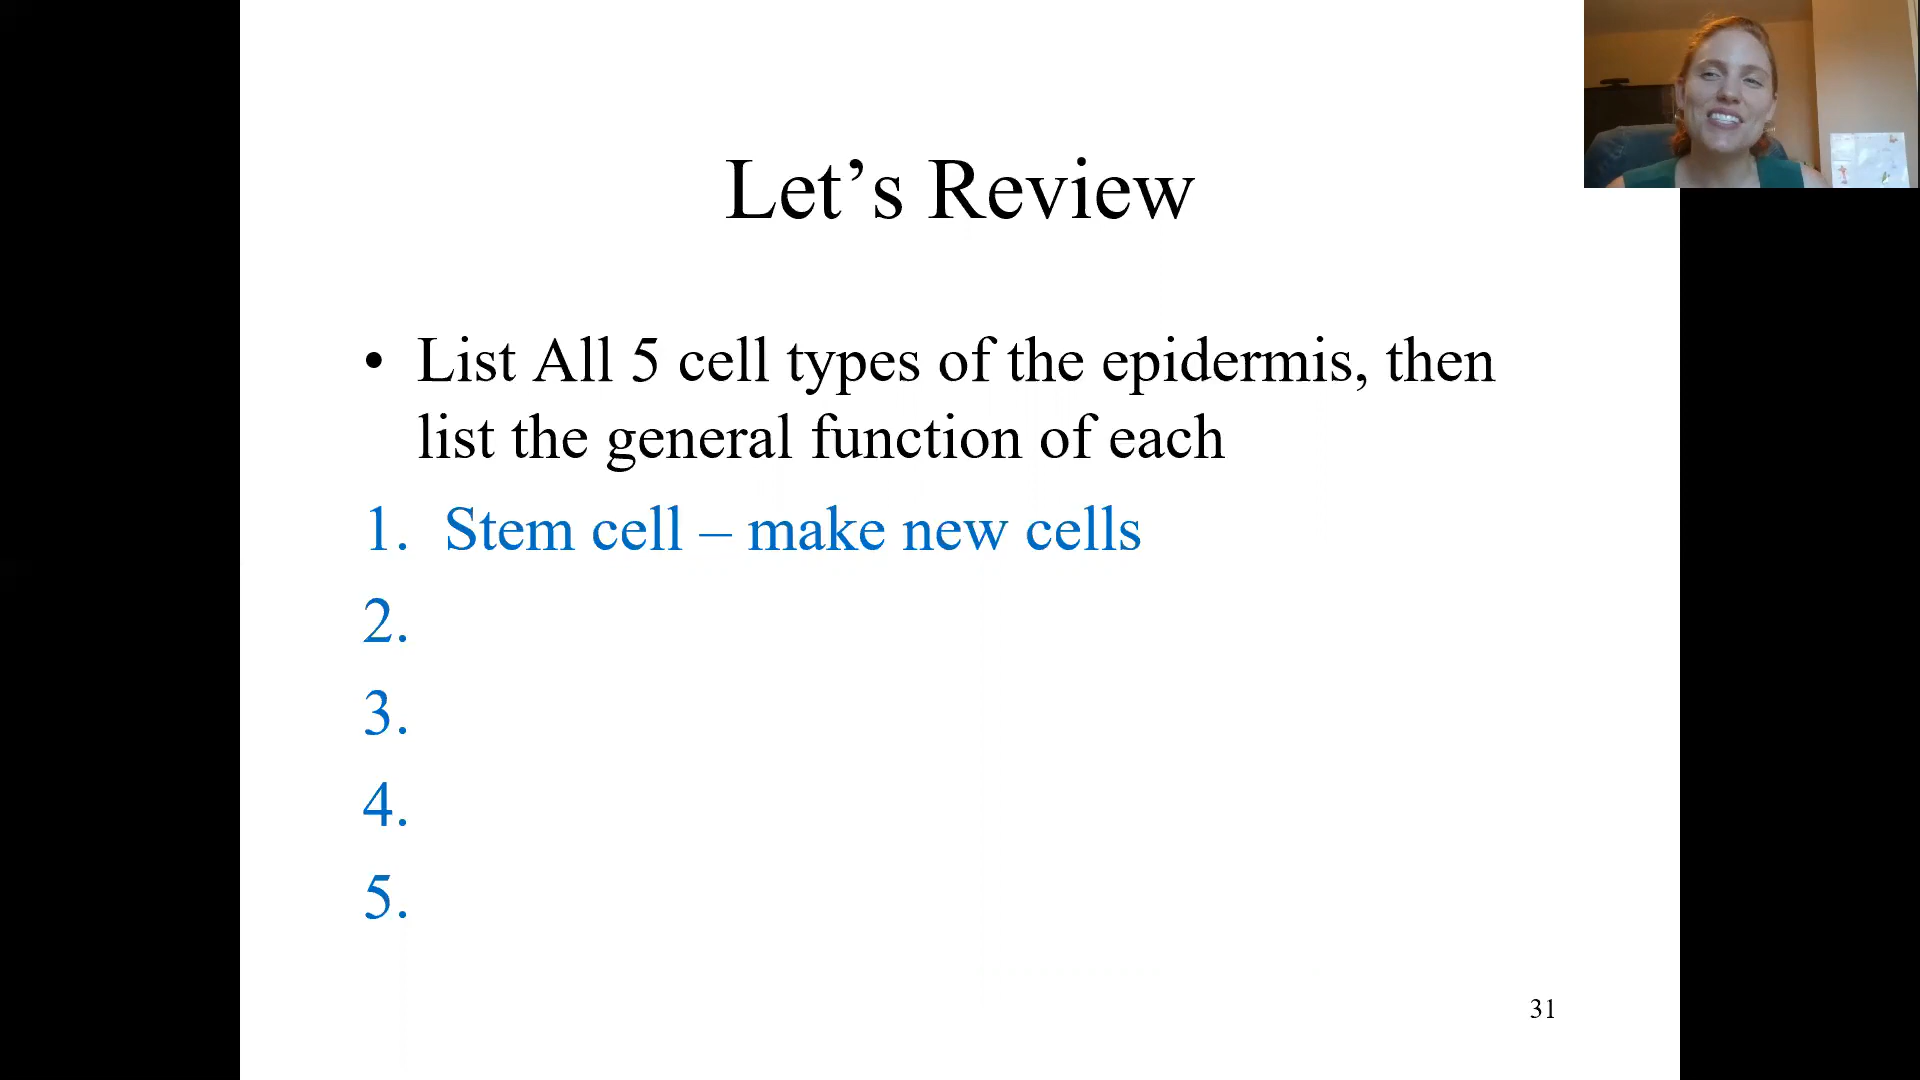 Let’s Review
• List All 5 cell types of the epidermis, then
list the general function of each
1. Stem cell – make new cells
2.
3.
4.
5.
31